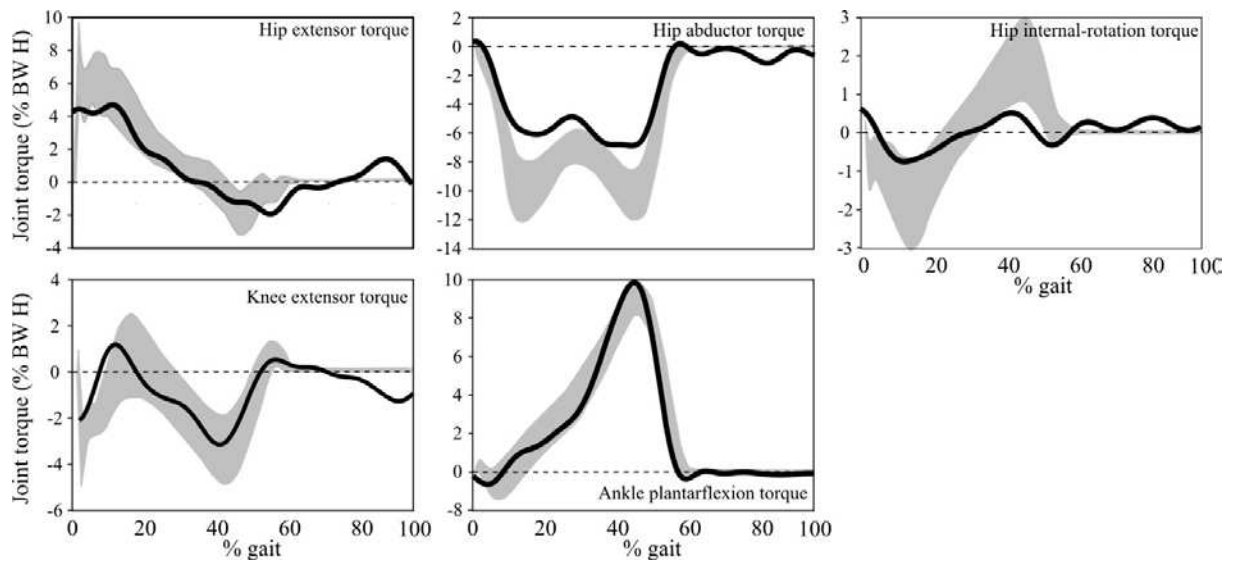 Joint torque (% BW H)
10
8
6
4
2
0
-2
-4
Hip extensor torque
2
0
-2
-4
-6
-8
-10
-12
-14
Hip abductor torque
3
2
1
0
-1
-2
-3
Hip internal-rotation torque
0 20 40 60 80 100
% gait
Joint torque (% BW H)
4
2
0
-2
-4
-6
Knee extensor torque
0 20 40 60 80 100
% gait
10
8
6
4
2
0
-8
Ankle plantarflexion torque
0 20 40 60 80 100
% gait